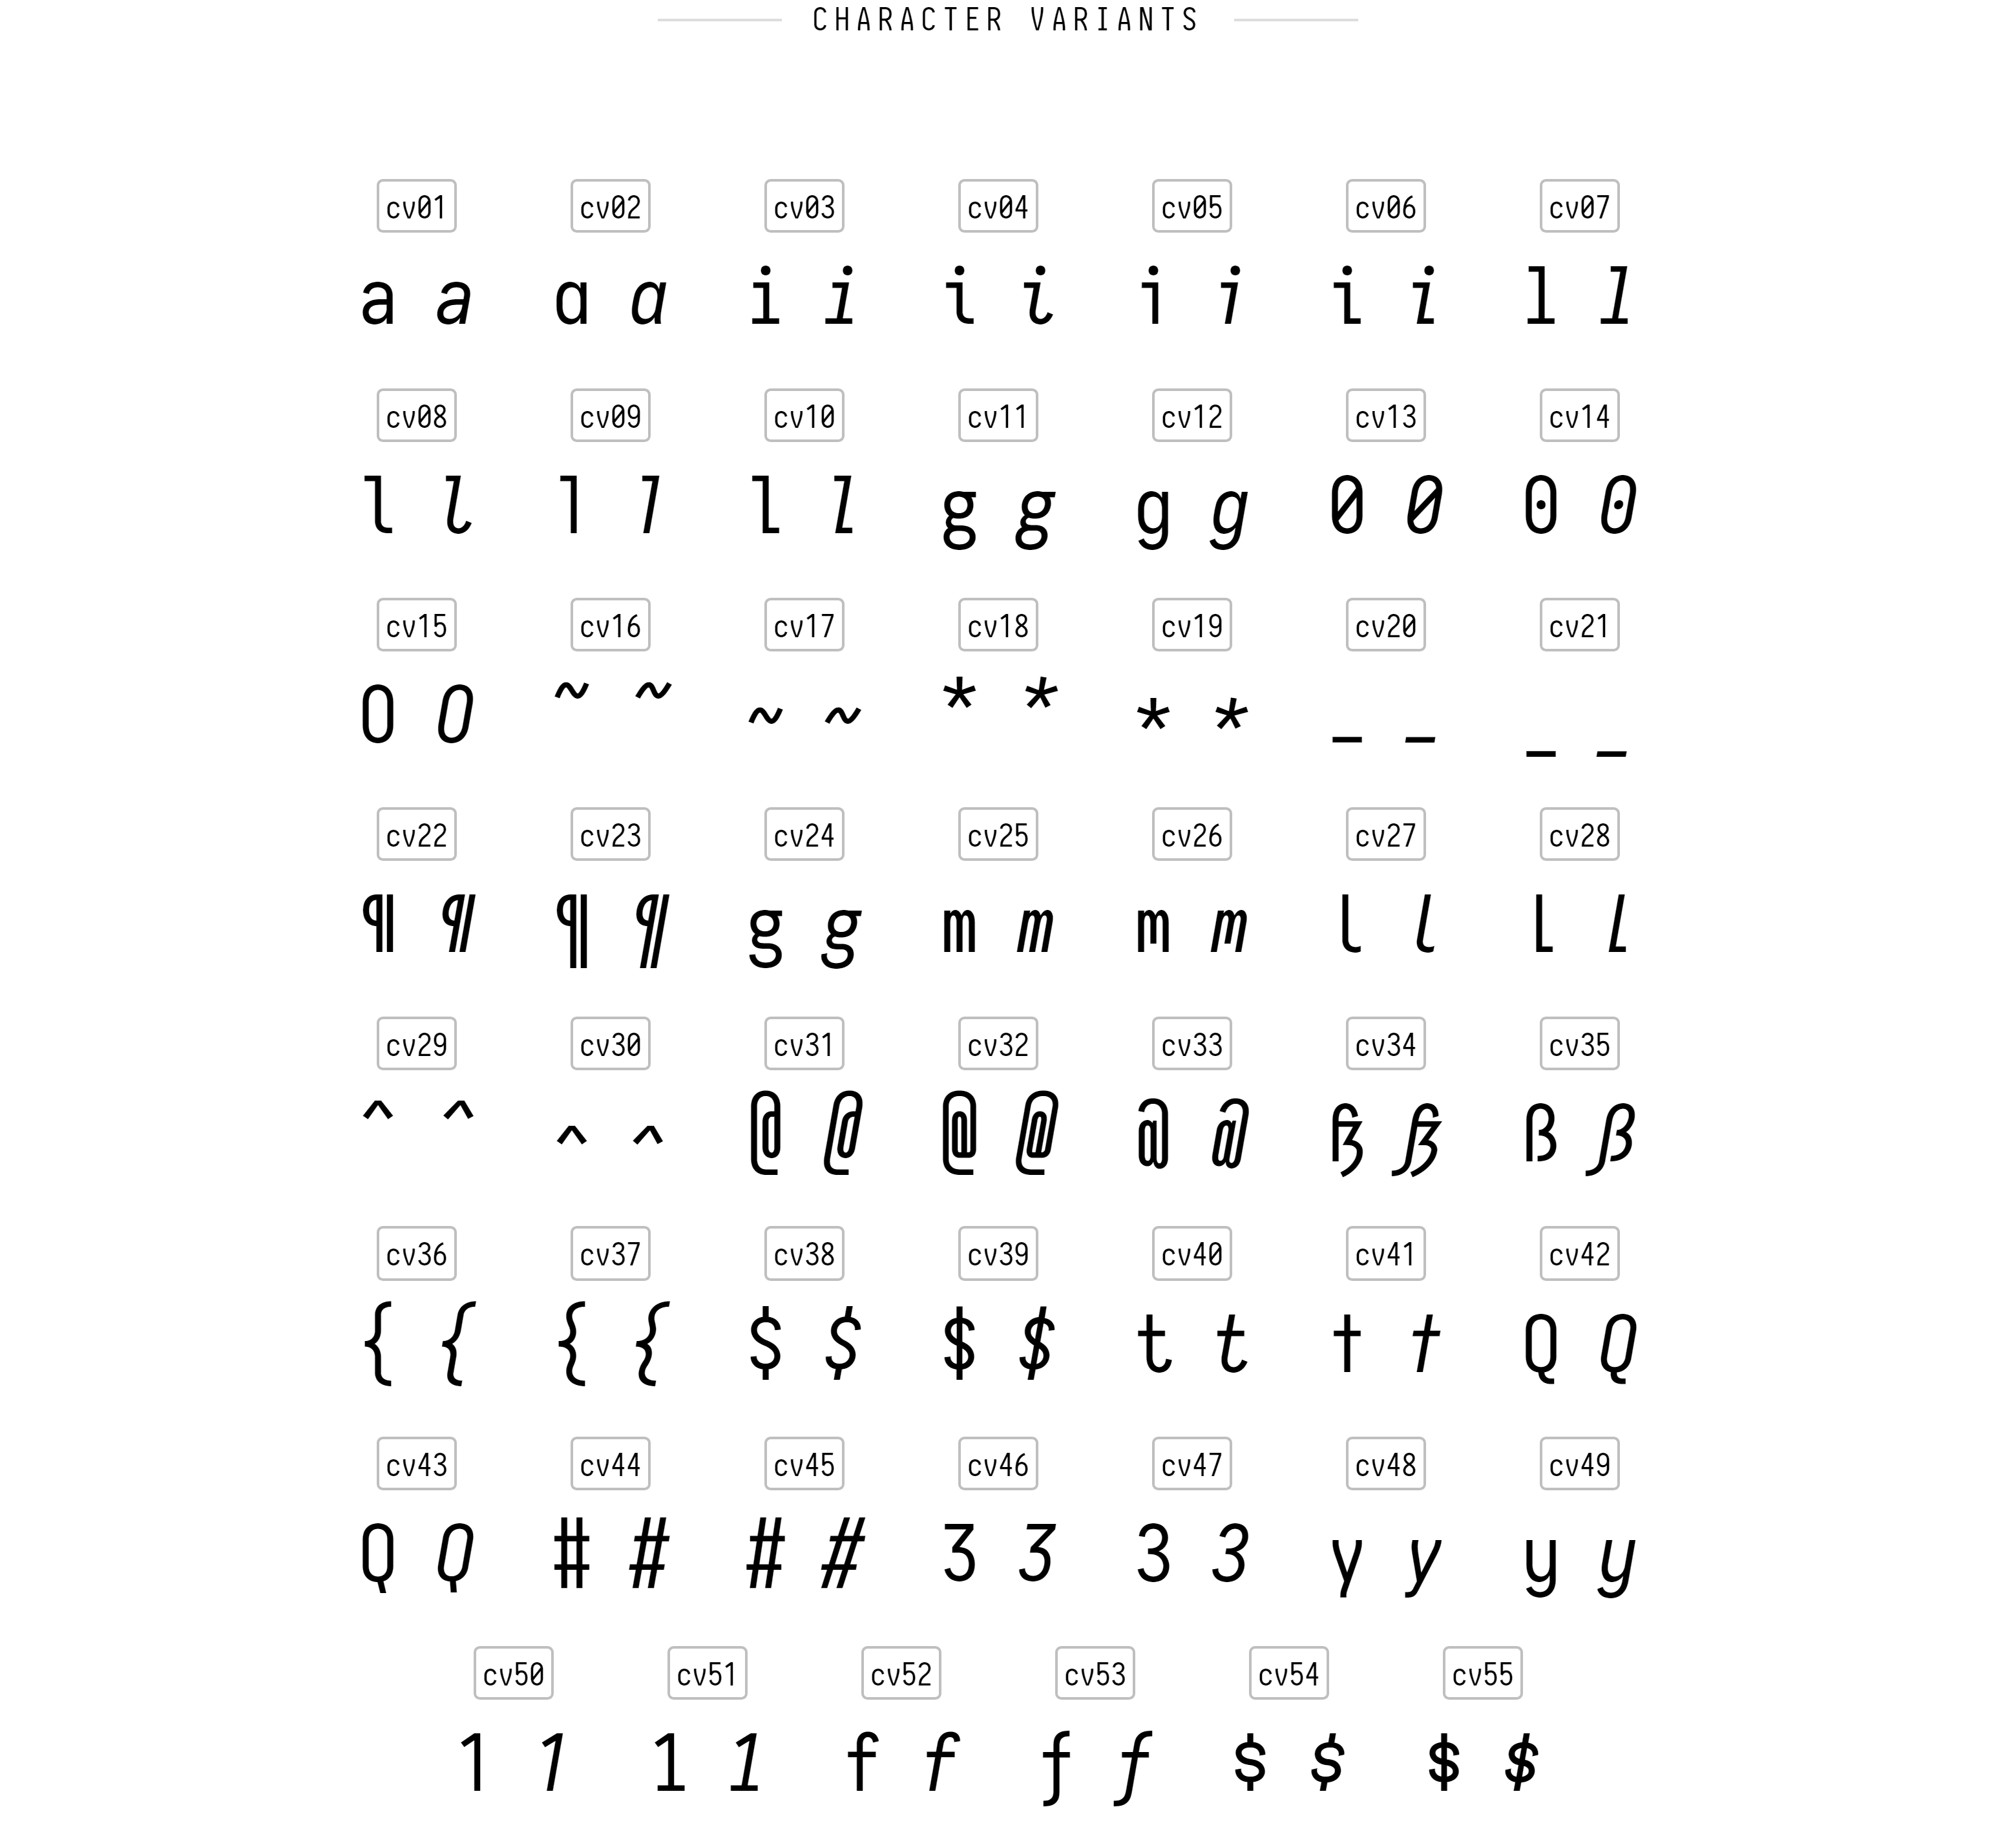 CHARACTER VARIANTS
cv01 cv02 cv03 cv04 cv05 cv06 cv07
a a a a i i i i i i i i l l
cv08 cv09 cv10 cv11 cv12 cv13 cv14
l l l l l l g g g g 0 0 0 0
cv15 cv16 cv17 cv18 cv19 cv20 cv21
0 0 ~ ~ ~ ~ * * * * _ _ _ _
cv22 cv23 cv24 cv25 cv26 cv27 cv28
¶ ¶ ¶ ¶ g g m m m m l l l l
cv29 cv30 cv31 cv32 cv33 cv34 cv35
^ ^ ^ ^ @ @ @ @ @ @ ß ß ß ß
cv36 cv37 cv38 cv39 cv40 cv41 cv42
{ { { { $ $ $ $ t t t t Q Q
cv43 cv44 cv45 cv46 cv47 cv48 cv49
Q Q # # # # 3 3 3 3 y y y y
cv50 cv51 cv52 cv53 cv54 cv55
1 1 1 1 f f f f $ $ $ $